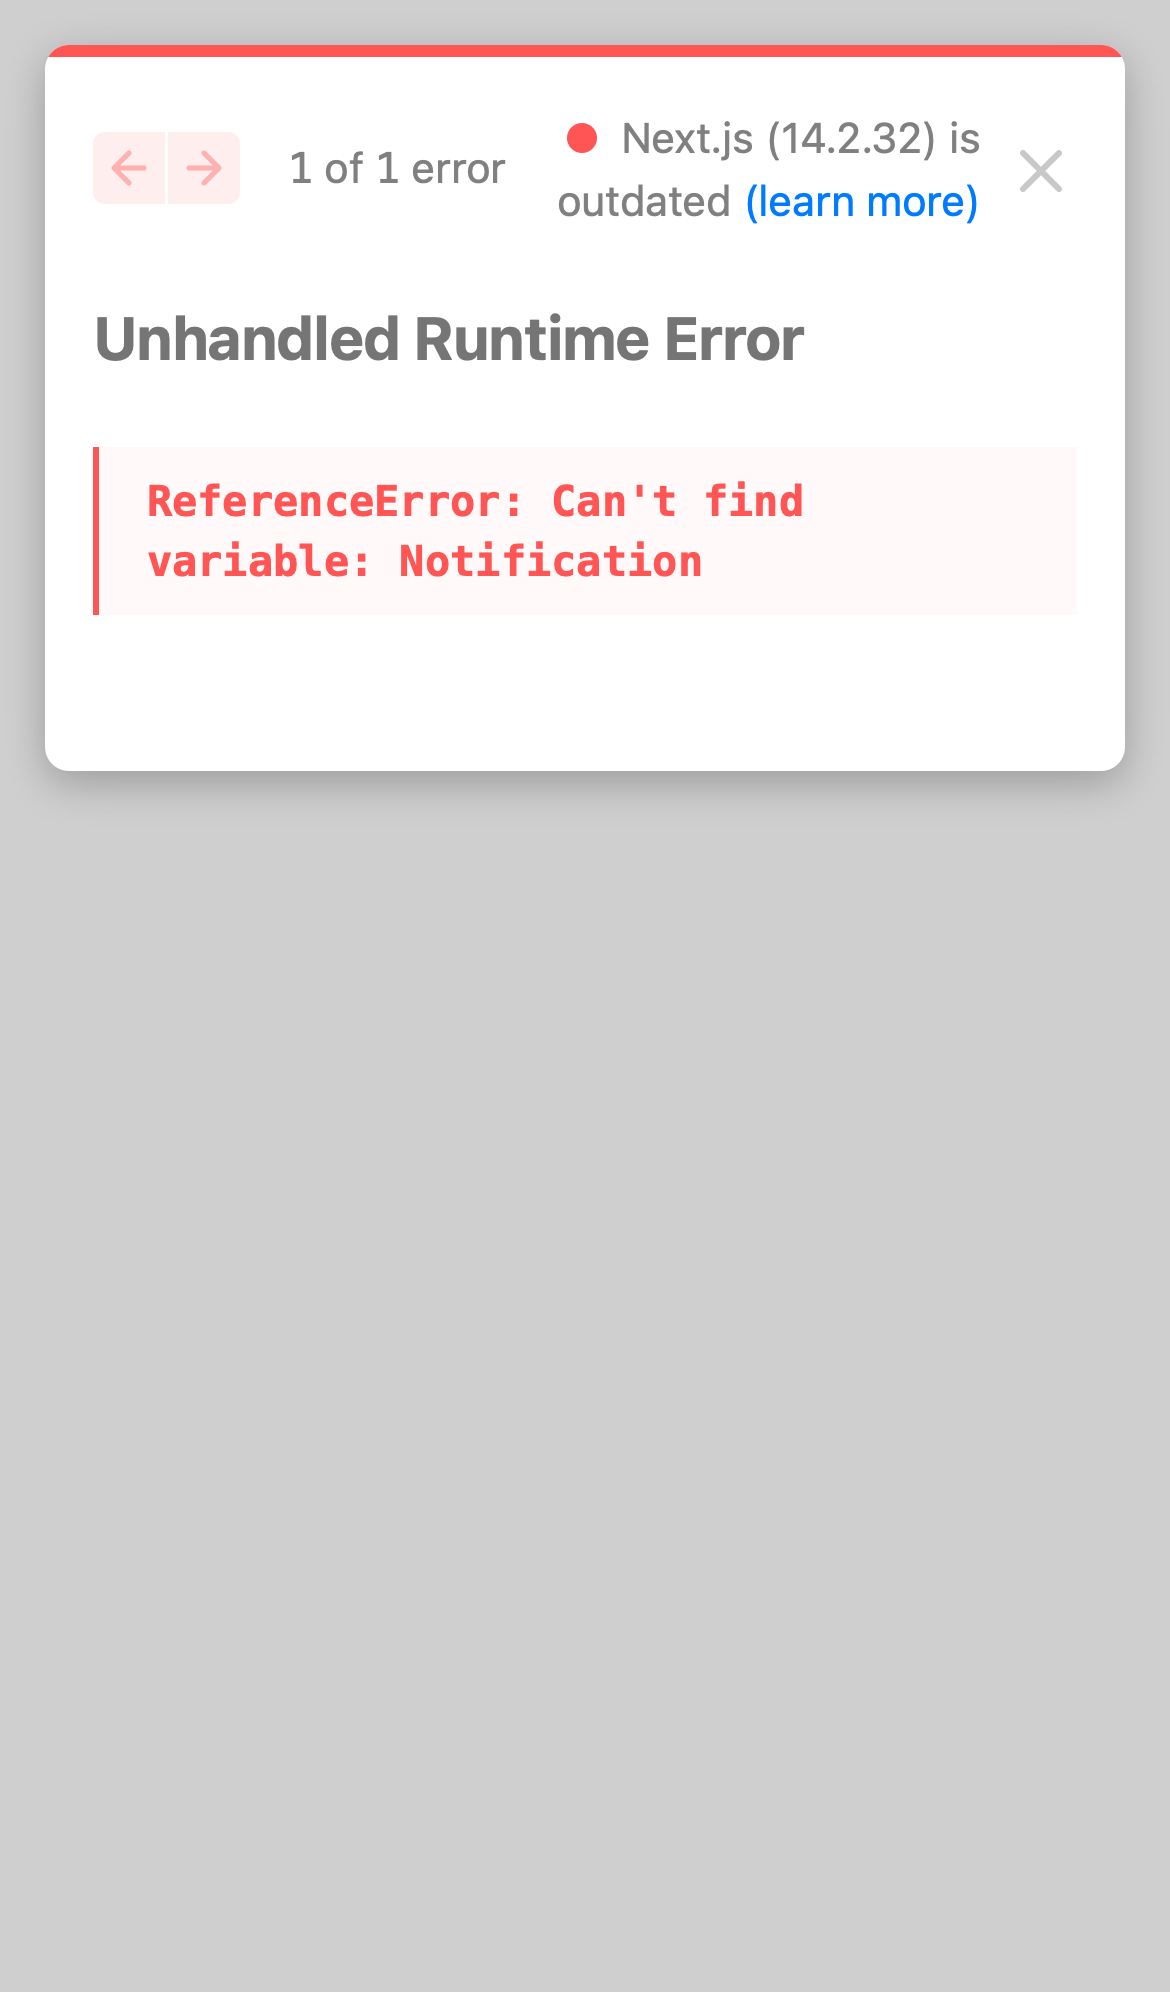 1 of 1 error
Next.js (14.2.32) is
outdated (learn more)
Unhandled Runtime Error
ReferenceError: Can't find
variable: Notification